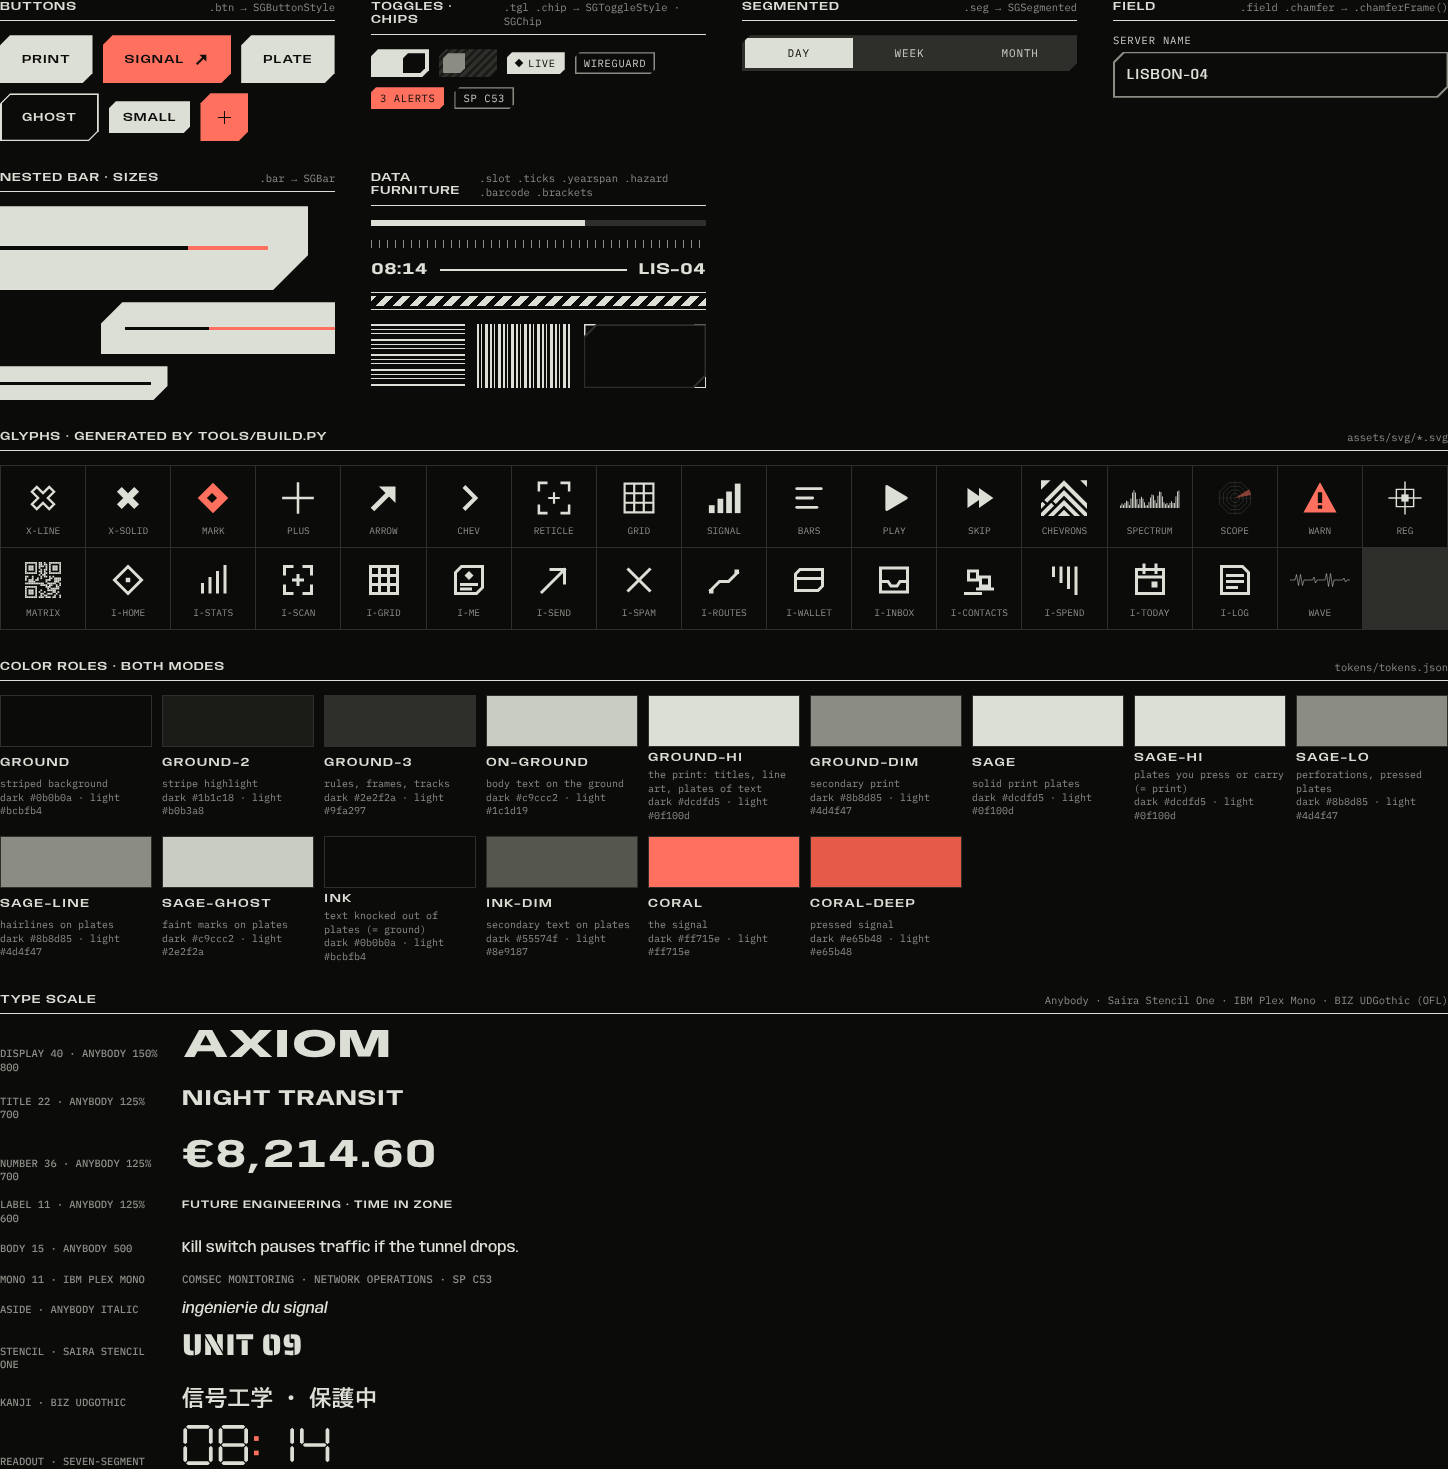 BUTTONS
.btn → SGButtonStyle
PRINT
SIGNAL ↗
PLATE
GHOST
SMALL
+
TOGGLES ·
CHIPS
.tgl .chip → SGToggleStyle ·
SGChip
◆ LIVE
WIREGUARD
3 ALERTS
SP C53
SEGMENTED
.seg → SGSegmented
DAY
WEEK
MONTH
FIELD
.field .chamfer → .chamferFrame()
SERVER NAME
LISBON-04
NESTED BAR · SIZES
.bar → SGBar
DATA
FURNITURE
.slot .ticks .yearspan .hazard
.barcode .brackets
08:14
LIS-04
GLYPHS · GENERATED BY TOOLS/BUILD.PY
assets/svg/*.svg
X-LINE
X-SOLID
MARK
PLUS
ARROW
CHEV
RETICLE
GRID
SIGNAL
BARS
PLAY
SKIP
CHEVRONS
SPECTRUM
SCOPE
WARN
REG
MATRIX
I-HOME
I-STATS
I-SCAN
I-GRID
I-ME
I-SEND
I-SPAM
I-ROUTES
I-WALLET
I-INBOX
I-CONTACTS
I-SPEND
I-TODAY
I-LOG
WAVE
COLOR ROLES · BOTH MODES
tokens/tokens.json
GROUND
striped background
dark #0b0b0a · light
#bcbfb4
GROUND-2
stripe highlight
dark #1b1c18 · light
#b0b3a8
GROUND-3
rules, frames, tracks
dark #2e2f2a · light
#9fa297
ON-GROUND
body text on the ground
dark #c9ccc2 · light
#1c1d19
GROUND-HI
the print: titles, line
art, plates of text
dark #dcdfd5 · light
#0f100d
GROUND-DIM
secondary print
dark #8b8d85 · light
#4d4f47
SAGE
solid print plates
dark #dcdfd5 · light
#0f100d
SAGE-HI
plates you press or carry
(= print)
dark #dcdfd5 · light
#0f100d
SAGE-LO
perforations, pressed
plates
dark #8b8d85 · light
#4d4f47
SAGE-LINE
hairlines on plates
dark #8b8d85 · light
#4d4f47
SAGE-GHOST
faint marks on plates
dark #c9ccc2 · light
#2e2f2a
INK
text knocked out of
plates (= ground)
dark #0b0b0a · light
#bcbfb4
INK-DIM
secondary text on plates
dark #55574f · light
#8e9187
CORAL
the signal
dark #ff715e · light
#ff715e
CORAL-DEEP
pressed signal
dark #e65b48 · light
#e65b48
TYPE SCALE
Anybody · Saira Stencil One · IBM Plex Mono · BIZ UDGothic (OFL)
DISPLAY 40 · ANYBODY 150%
800
AXIOM
TITLE 22 · ANYBODY 125%
700
NIGHT TRANSIT
NUMBER 36 · ANYBODY 125%
700
€8,214.60
LABEL 11 · ANYBODY 125%
600
FUTURE ENGINEERING · TIME IN ZONE
BODY 15 · ANYBODY 500
Kill switch pauses traffic if the tunnel drops.
MONO 11 · IBM PLEX MONO
COMSEC MONITORING · NETWORK OPERATIONS · SP C53
ASIDE · ANYBODY ITALIC
ingénierie du signal
STENCIL · SAIRA STENCIL
ONE
UNIT 09
KANJI · BIZ UDGOTHIC
信号工学 · 保護中
READOUT · SEVEN-SEGMENT
08:14